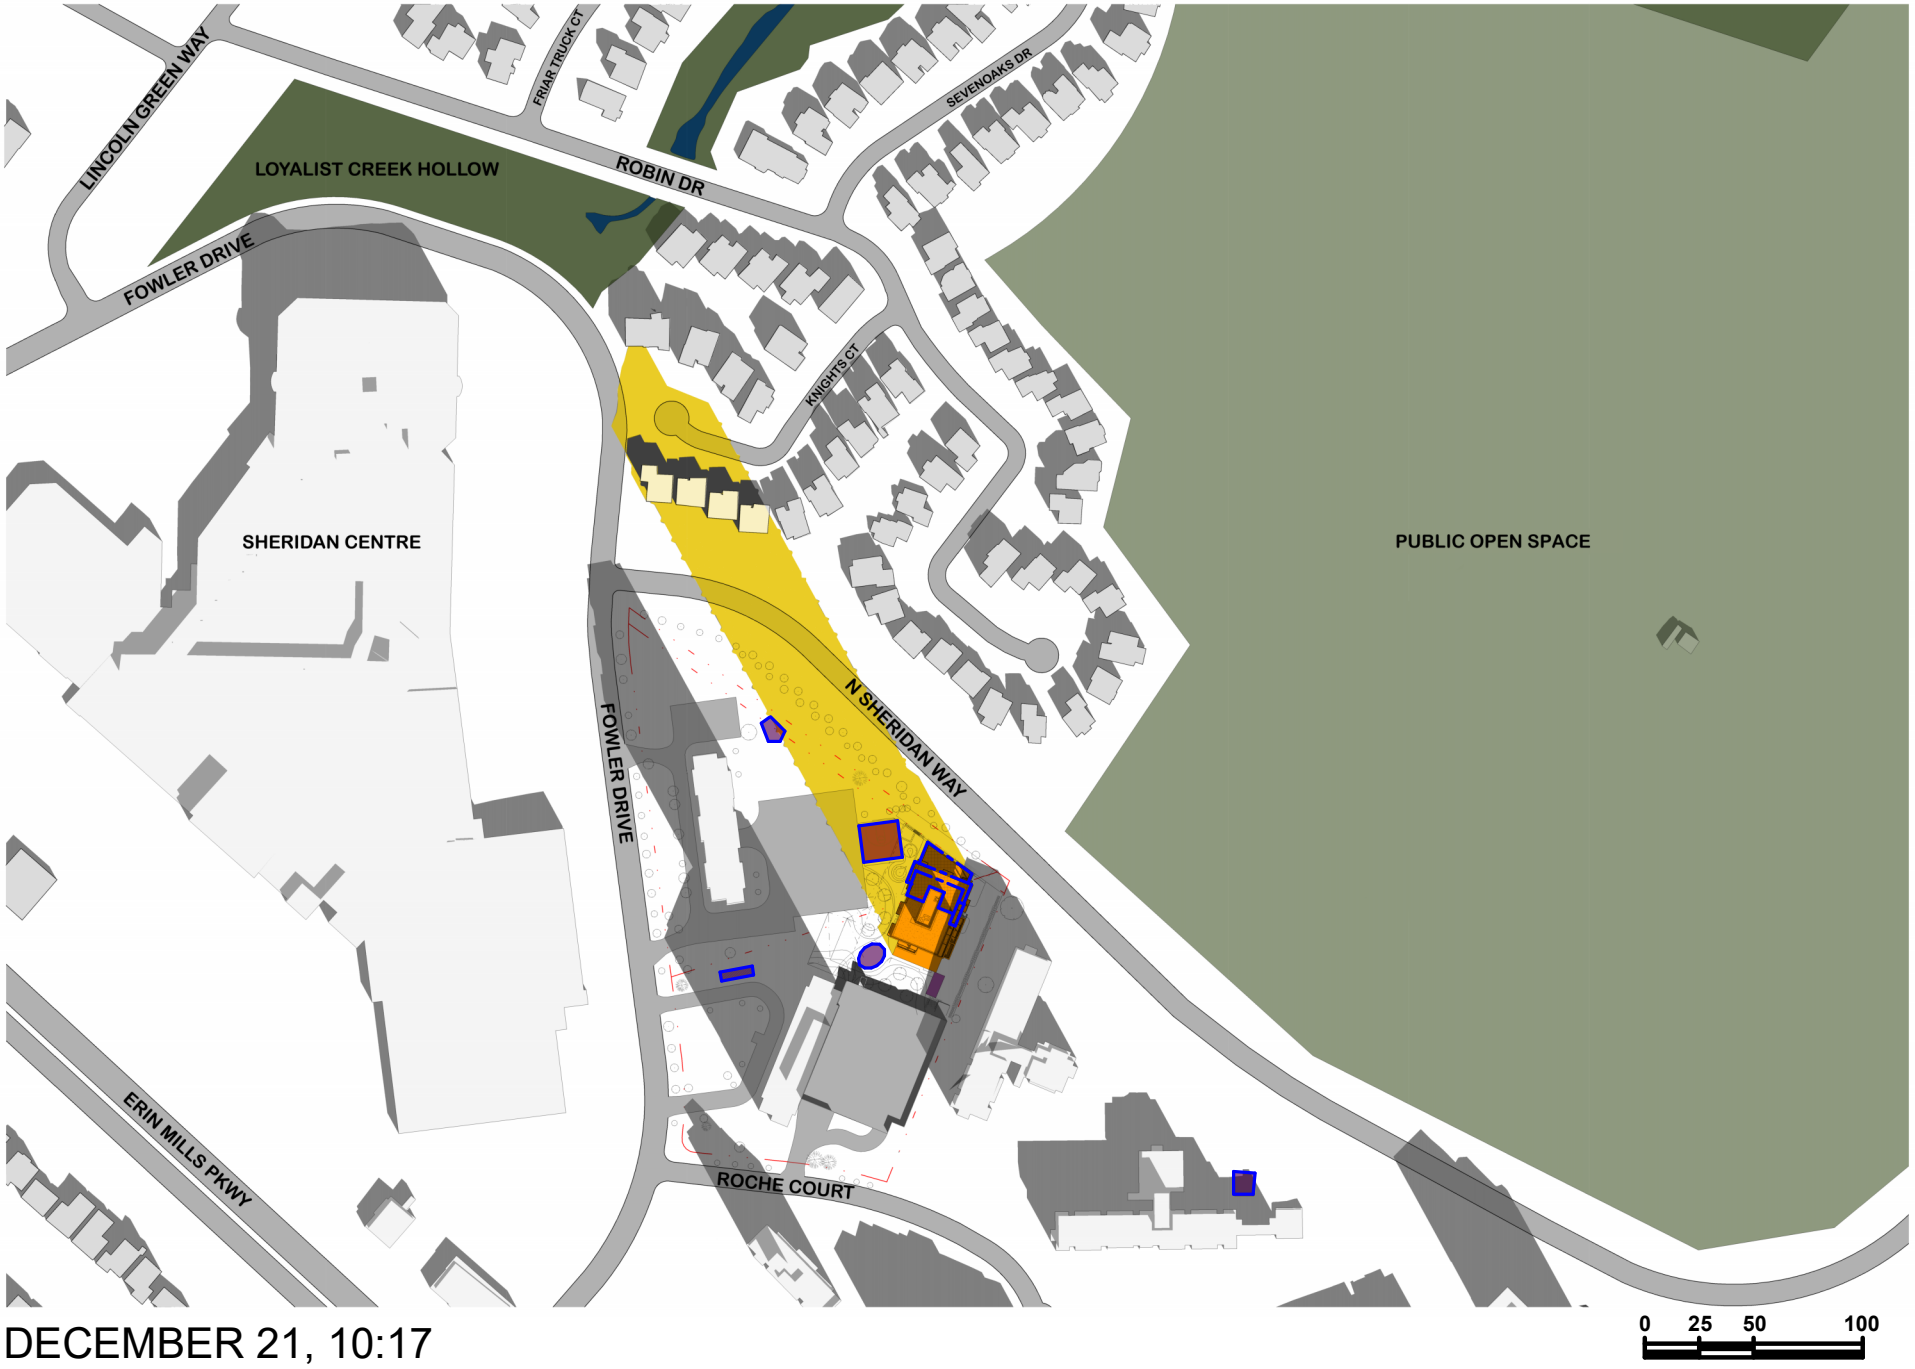 FRIAR TRUCK CT
SEVENOAKS DR
LINCOLN GREEN WAY
LOYALIST CREEK HOLLOW
ROBIN DR
FOWLER DRIVE
KNIGHTS CT
SHERIDAN CENTRE
PUBLIC OPEN SPACE
N SHERIDAN WAY
FOWLER DRIVE
ERIN MILLS PKWY
ROCHE COURT
DECEMBER 21, 10:17
0 25 50 100